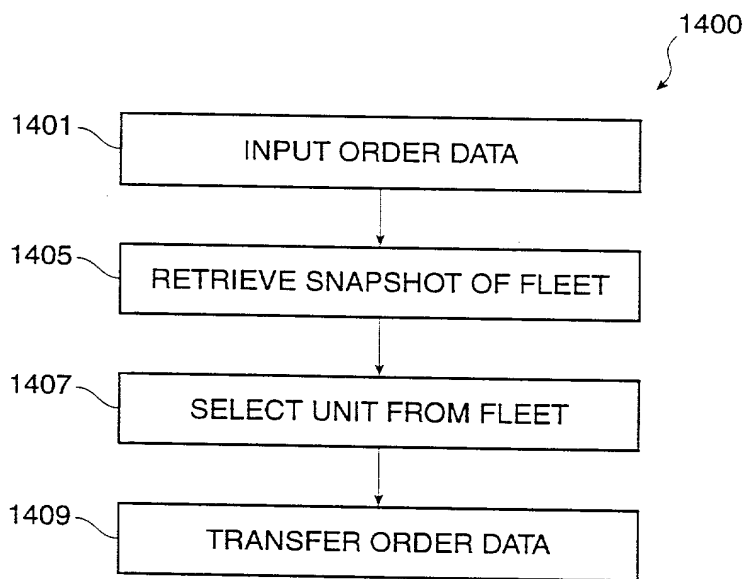 1400
1401
INPUT ORDER DATA
1405
RETRIEVE SNAPSHOT OF FLEET
1407
SELECT UNIT FROM FLEET
1409
TRANSFER ORDER DATA